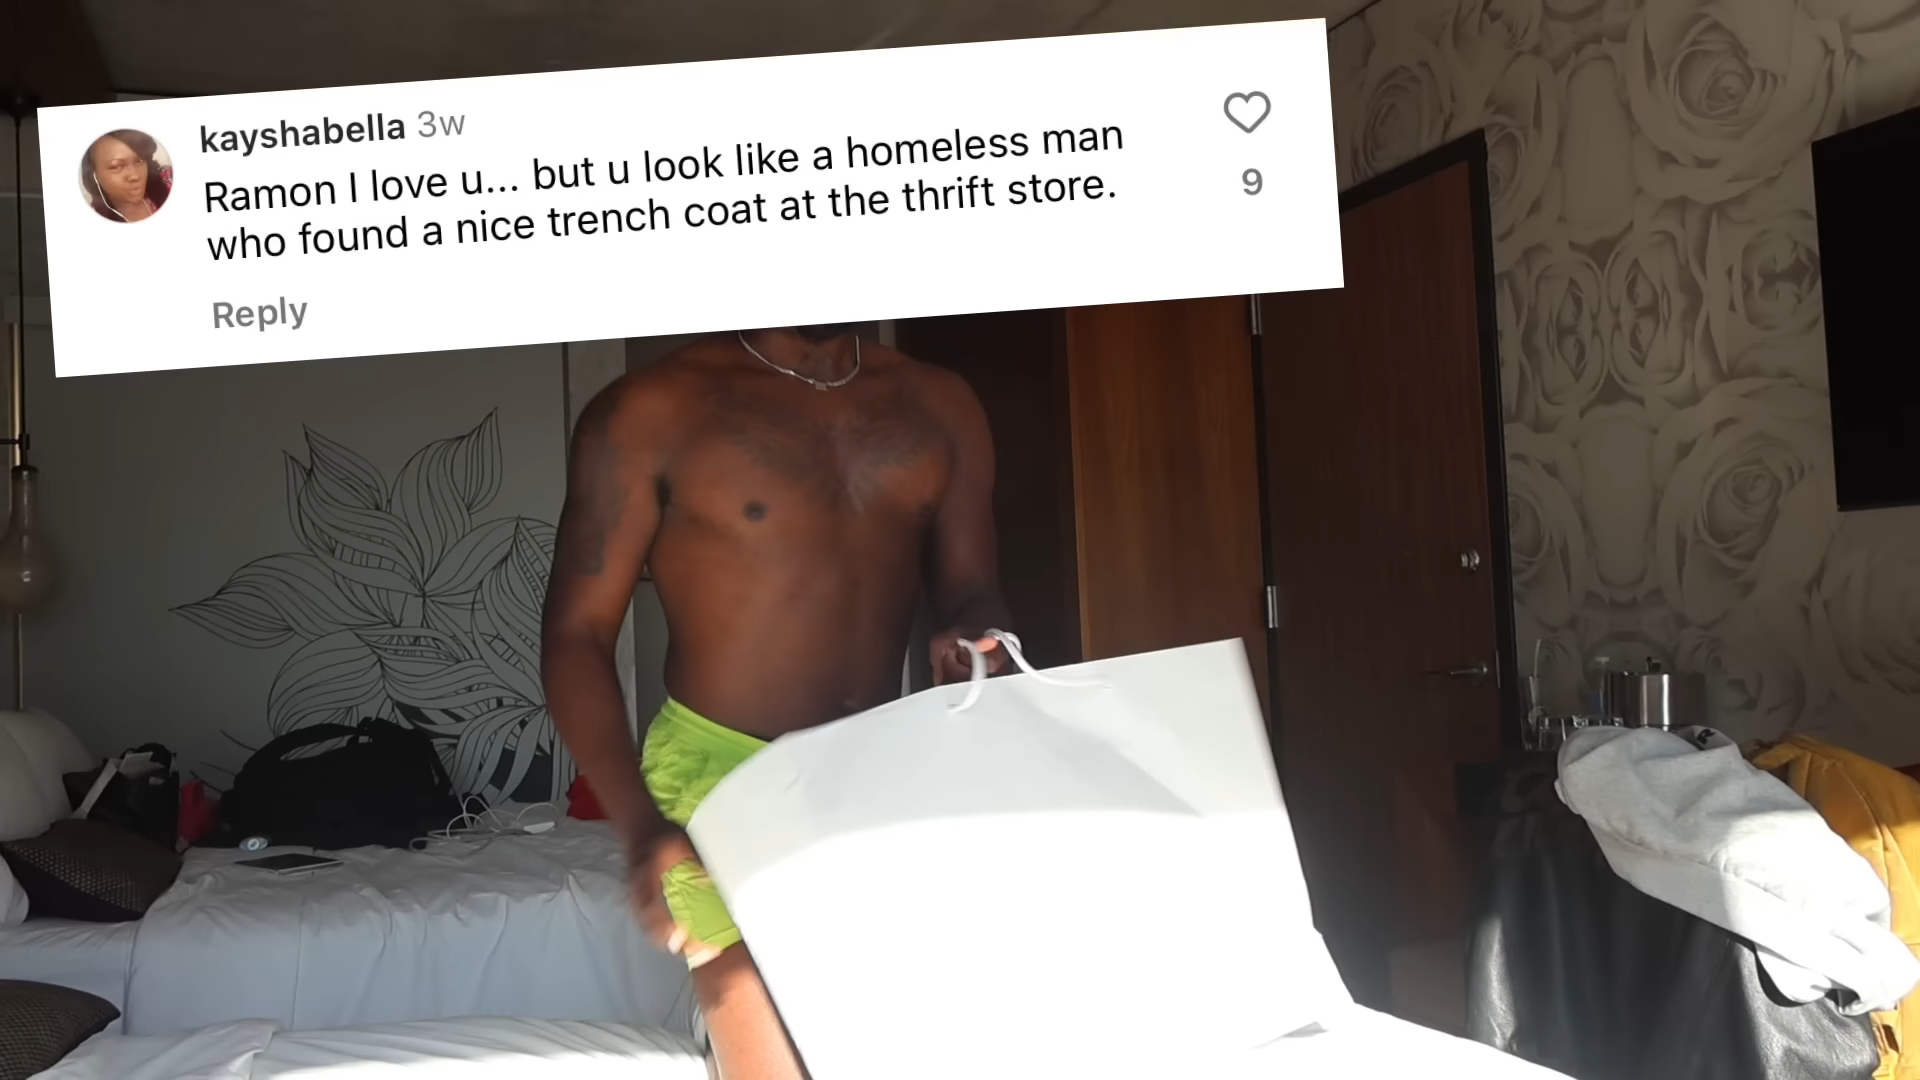 kayshabella 3w
Ramon I love u... but u look like a homeless man
who found a nice trench coat at the thrift store.
Reply
9